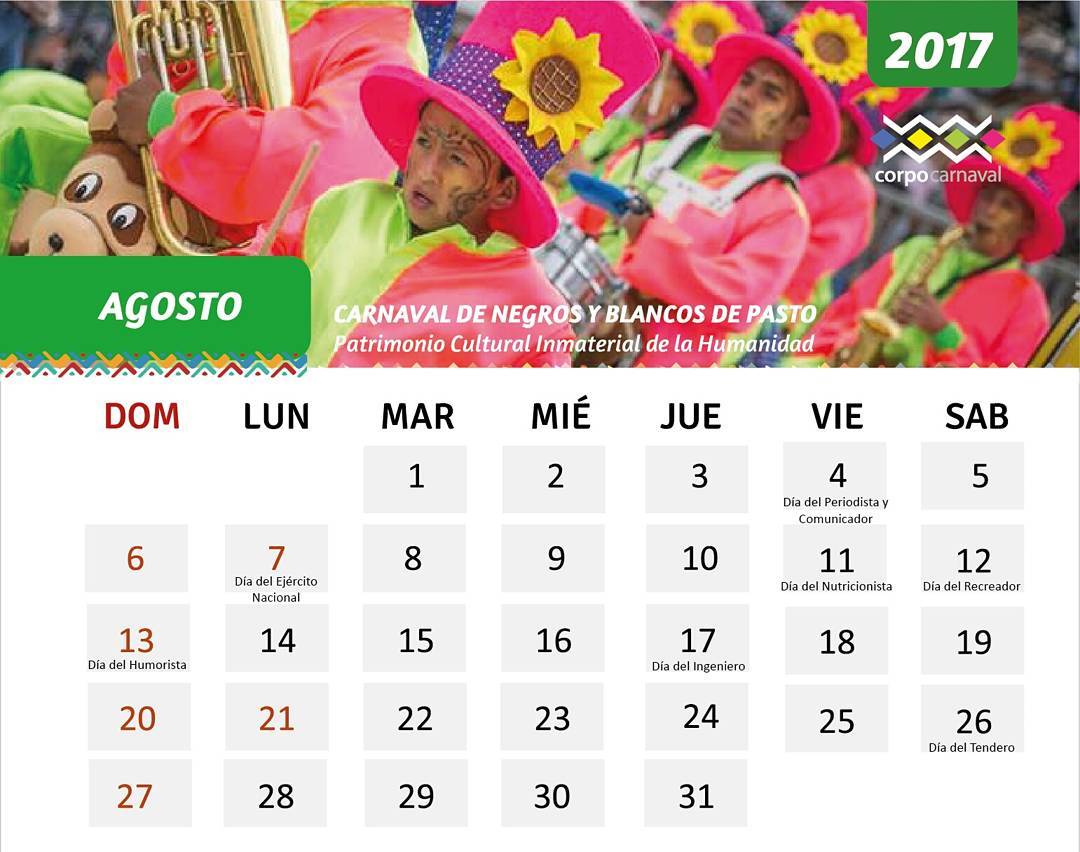 2017
corpocarnaval
AGOSTO
CARNAVAL DE NEGROS Y BLANCOS DE PASTO
Patrimonio Cultural Inmaterial de la Humanidad
DOM LUN MAR MIÉ JUE VIE SAB
1 2 3 4 5
Día del Periodista y
Comunicador
6 7 8 9 10 11 12
Día del Ejército
Nacional
Día del Nutricionista
Día del Recreador
13 14 15 16 17 18 19
Día del Humorista
Día del Ingeniero
20 21 22 23 24 25 26
Día del Tendero
27 28 29 30 31